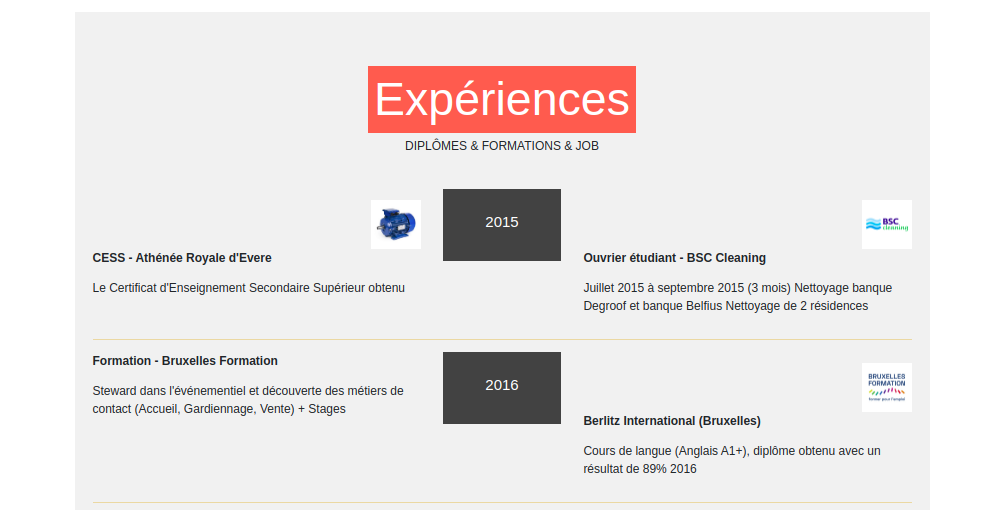 Expériences
DIPLÔMES & FORMATIONS & JOB
2015
CESS - Athénée Royale d'Evere
Le Certificat d'Enseignement Secondaire Supérieur obtenu
BSC
cleaning
Ouvrier étudiant - BSC Cleaning
Juillet 2015 à septembre 2015 (3 mois) Nettoyage banque
Degroof et banque Belfius Nettoyage de 2 résidences
2016
Formation - Bruxelles Formation
Steward dans l'événementiel et découverte des métiers de
contact (Accueil, Gardiennage, Vente) + Stages
BRUXELLES
FORMATION
former pour l'emploi
Berlitz International (Bruxelles)
Cours de langue (Anglais A1+), diplôme obtenu avec un
résultat de 89% 2016